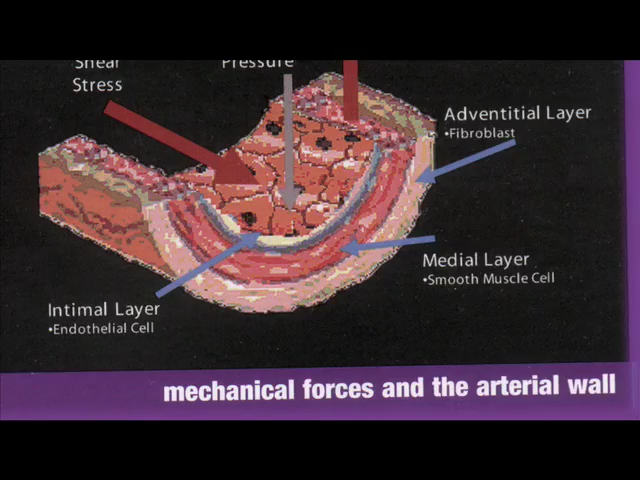 Shear
Stress
Pressure
Adventitial Layer
•Fibroblast
Medial Layer
•Smooth Muscle Cell
Intimal Layer
•Endothelial Cell
mechanical forces and the arterial wall